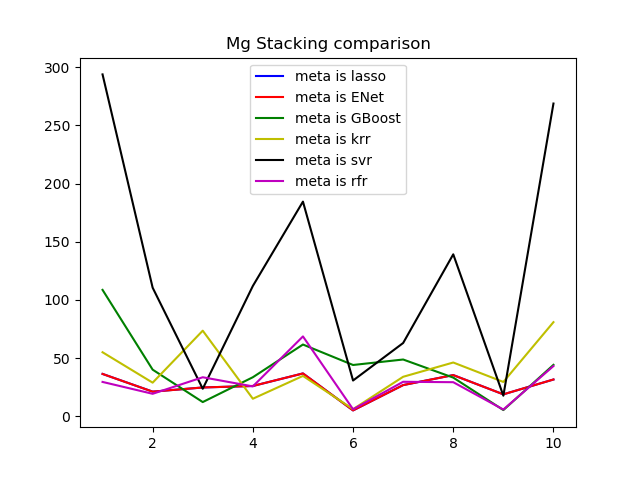 Mg Stacking comparison
300
250
200
150
100
50
0
meta is lasso
meta is ENet
meta is GBoost
meta is krr
meta is svr
meta is rfr
2
4
6
8
10